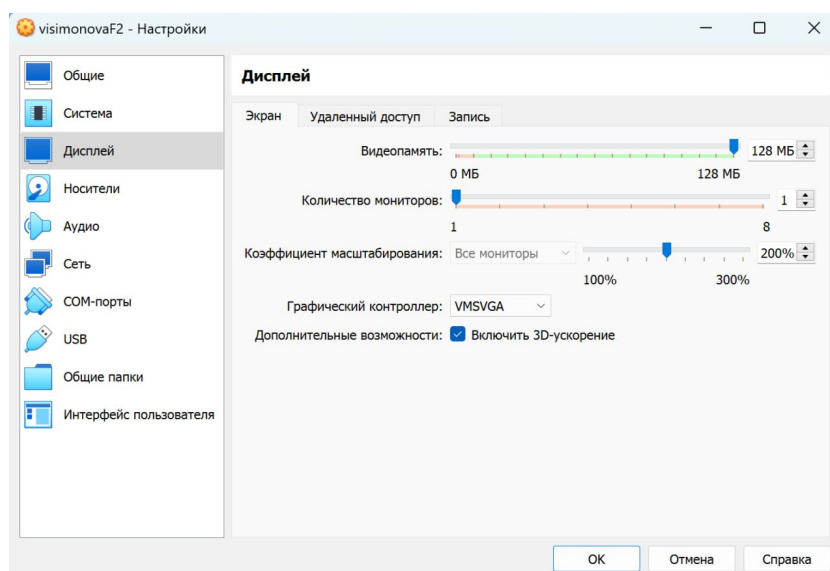 visimonovaF2 - Настройки
Общие
Система
Дисплей
Носители
Аудио
Сеть
COM-порты
USB
Общие папки
Интерфейс пользователя
Дисплей
Экран Удаленный доступ Запись
Видеопамять: 128 МБ
0 МБ 128 МБ
Количество мониторов: 1
1 8
Коэффициент масштабирования: Все мониторы 200%
100% 300%
Графический контроллер: VMSVGA
Дополнительные возможности: Включить 3D-ускорение
OK Отмена Справка